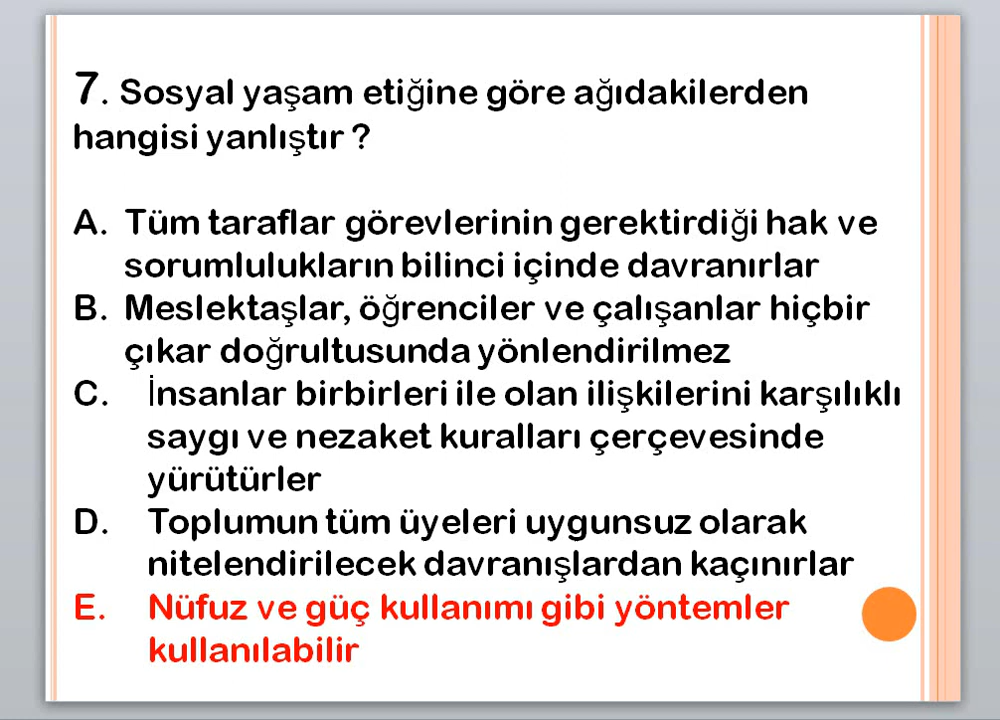 7. Sosyal yaşam etiğine göre ağıdakilerden
hangisi yanlıştır ?
A. Tüm taraflar görevlerinin gerektirdiği hak ve
sorumlulukların bilinci içinde davranırlar
B. Meslektaşlar, öğrenciler ve çalışanlar hiçbir
çıkar doğrultusunda yönlendirilmez
C. İnsanlar birbirleri ile olan ilişkilerini karşılıklı
saygı ve nezaket kuralları çerçevesinde
yürütürler
D. Toplumun tüm üyeleri uygunsuz olarak
nitelendirilecek davranışlardan kaçınırlar
E. Nüfuz ve güç kullanımı gibi yöntemler
kullanılabilir